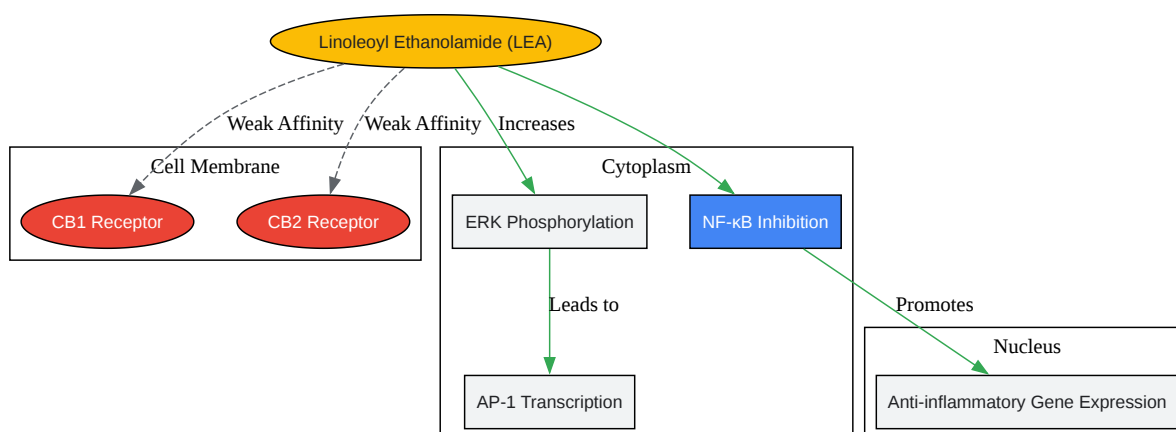 Linoleoyl Ethanolamide (LEA)
Weak Affinity
Weak Affinity
Increases
Cell Membrane
Cytoplasm
CB1 Receptor
CB2 Receptor
ERK Phosphorylation
NF-κB Inhibition
Leads to
Promotes
Nucleus
AP-1 Transcription
Anti-inflammatory Gene Expression